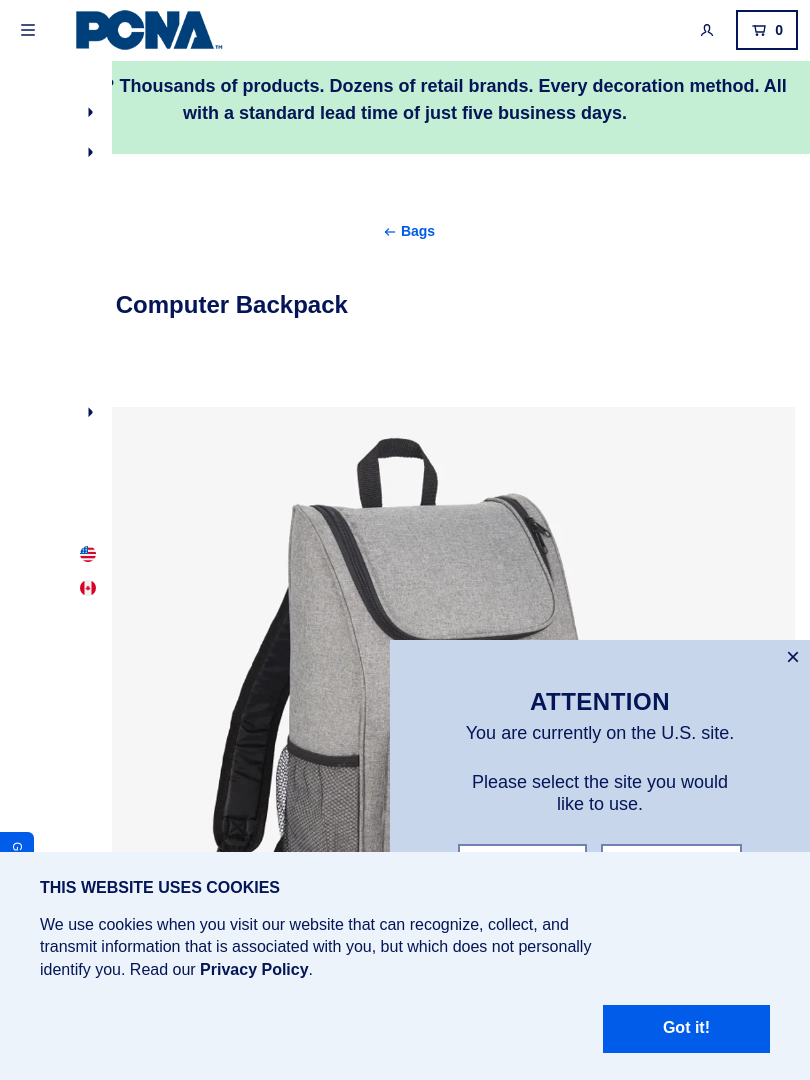 PCNA™
0
? Thousands of products. Dozens of retail brands. Every decoration method. All
with a standard lead time of just five business days.
← Bags
Computer Backpack
ATTENTION
You are currently on the U.S. site.
Please select the site you would
like to use.
G
THIS WEBSITE USES COOKIES
We use cookies when you visit our website that can recognize, collect, and
transmit information that is associated with you, but which does not personally
identify you. Read our Privacy Policy.
Got it!